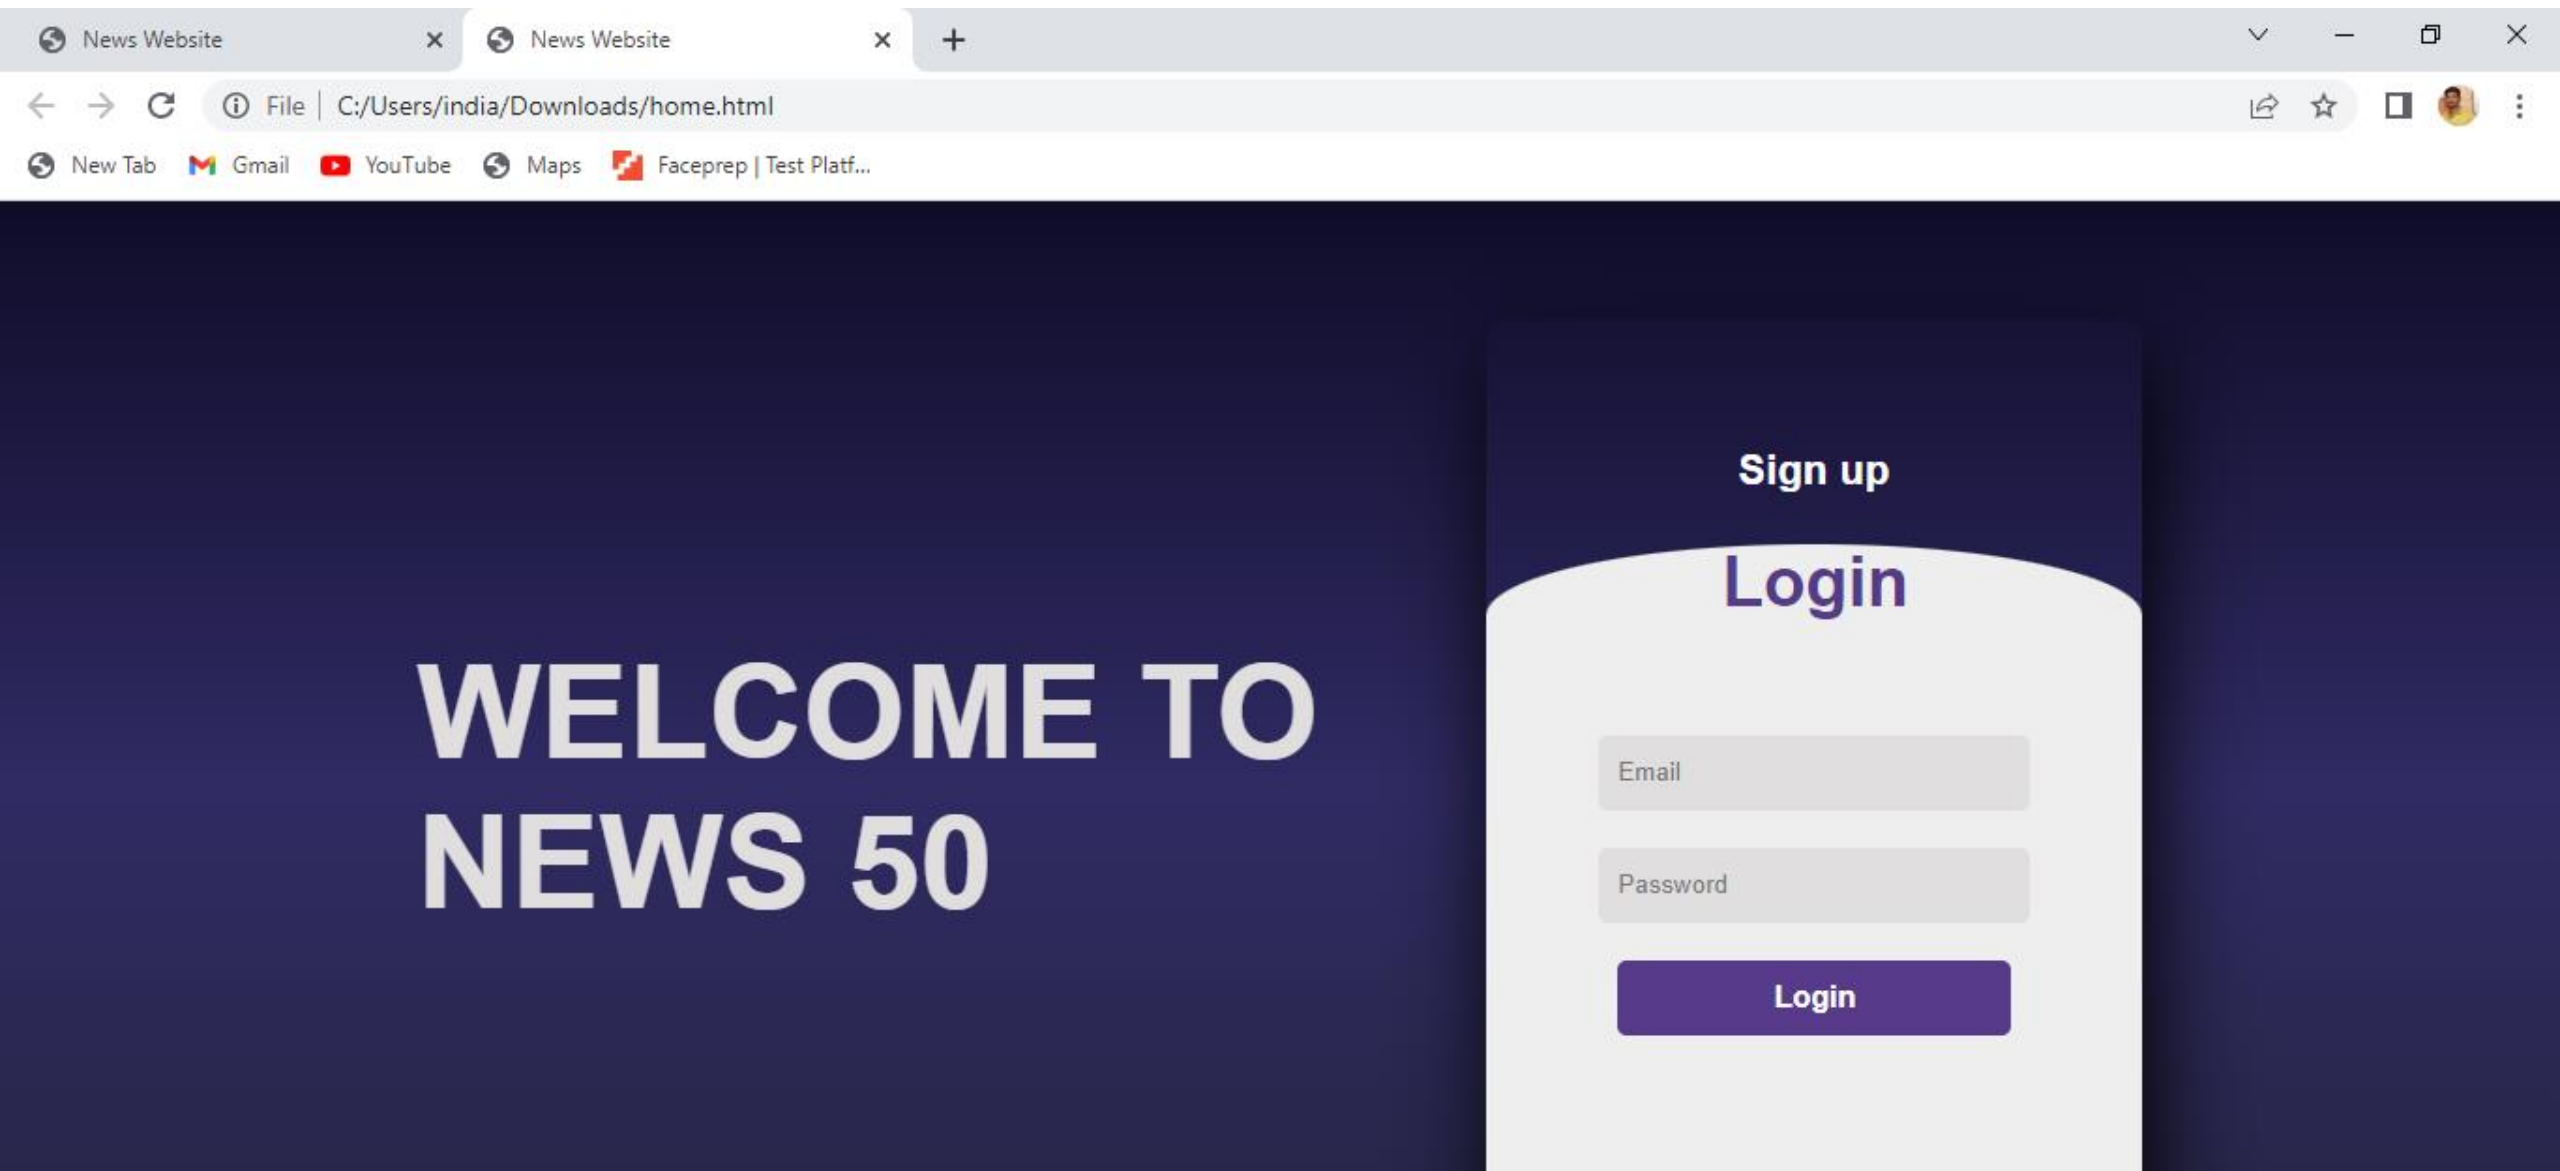 News Website
News Website
File
C:/Users/india/Downloads/home.html
New Tab
Gmail
YouTube
Maps
Faceprep | Test Platf...
Sign up
Login
WELCOME TO
NEWS 50
Email
Password
Login